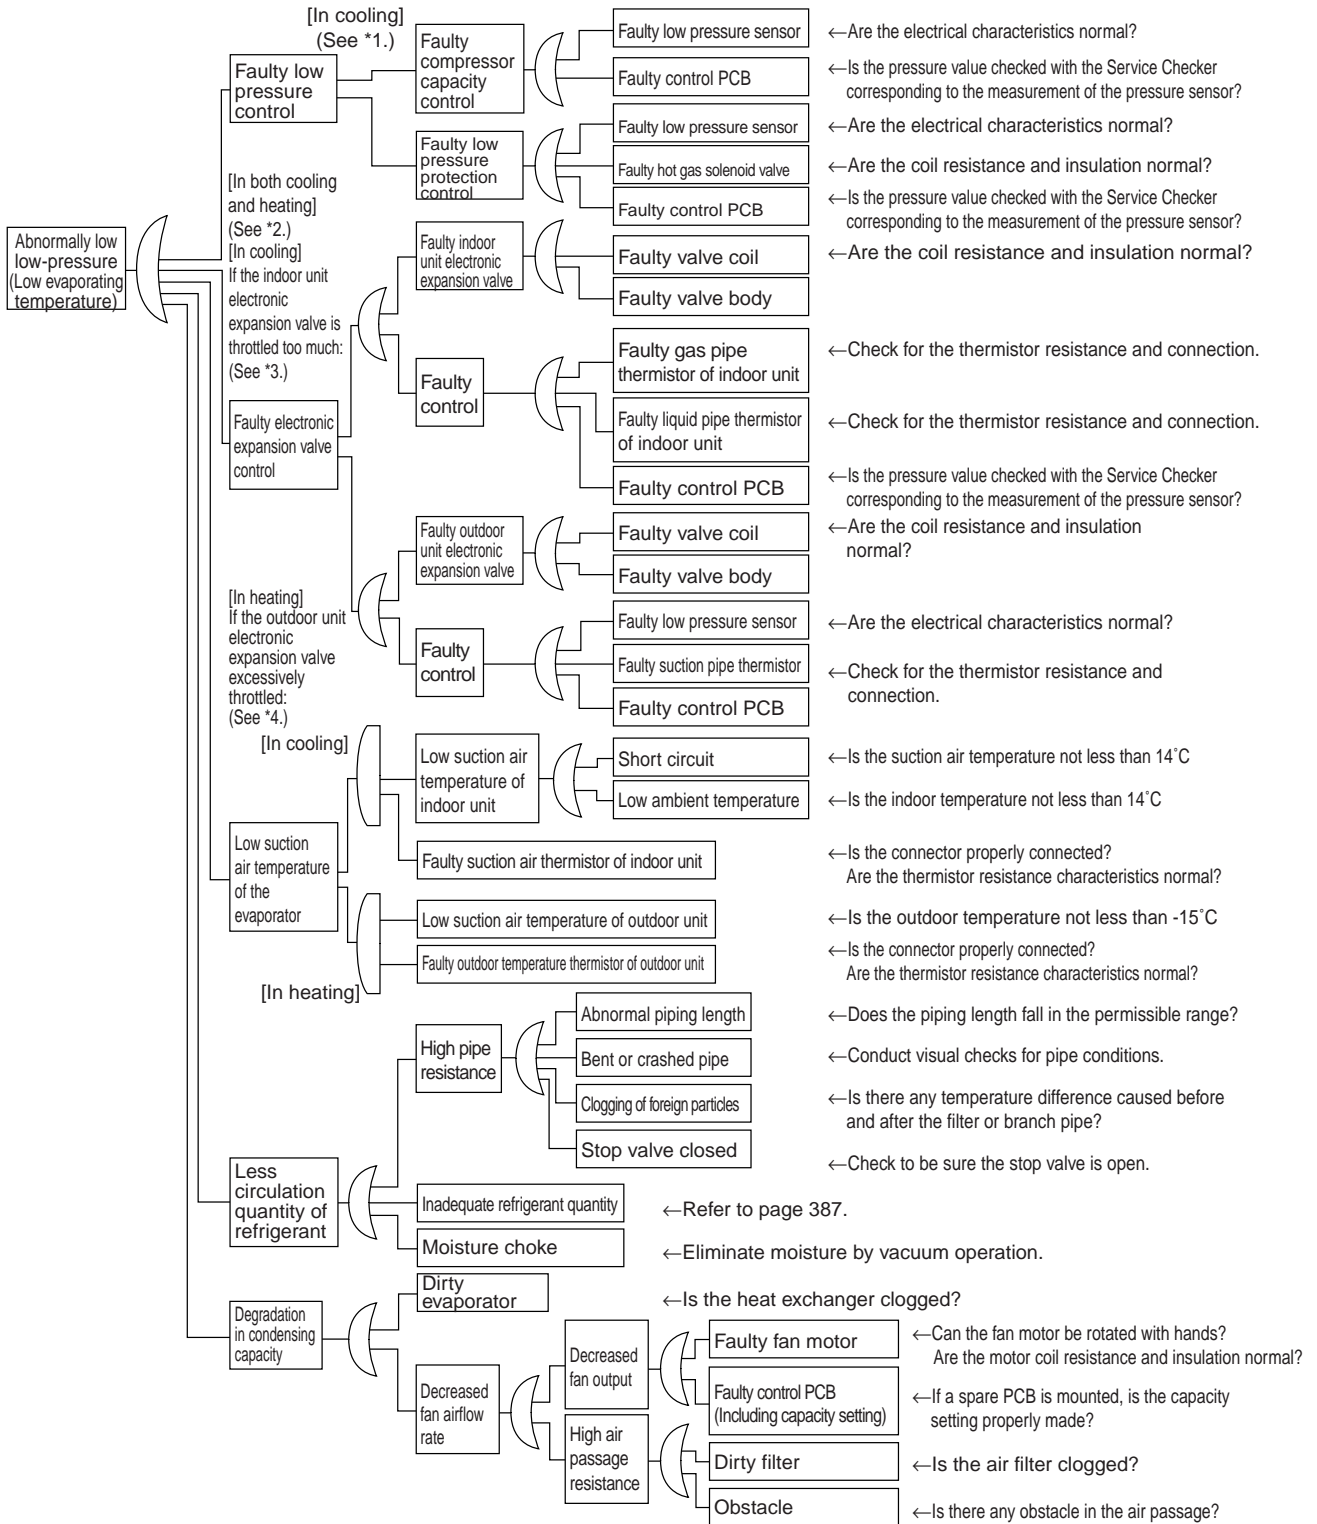 [In cooling]
(See *1.)
Faulty low
pressure
control
Faulty
compressor
capacity
control
Faulty low pressure sensor
←Are the electrical characteristics normal?
Faulty control PCB
←Is the pressure value checked with the Service Checker
corresponding to the measurement of the pressure sensor?
Faulty low
pressure
protection
control
Faulty low pressure sensor
←Are the electrical characteristics normal?
Faulty hot gas solenoid valve
←Are the coil resistance and insulation normal?
Faulty control PCB
←Is the pressure value checked with the Service Checker
corresponding to the measurement of the pressure sensor?
[In both cooling
and heating]
(See *2.)
Abnormally low
low-pressure
(Low evaporating
temperature)
[In cooling]
If the indoor unit
electronic
expansion valve is
throttled too much:
(See *3.)
Faulty electronic
expansion valve
control
Faulty indoor
unit electronic
expansion valve
Faulty valve coil
←Are the coil resistance and insulation normal?
Faulty valve body
Faulty
control
Faulty gas pipe
thermistor of indoor unit
←Check for the thermistor resistance and connection.
Faulty liquid pipe thermistor
of indoor unit
←Check for the thermistor resistance and connection.
Faulty control PCB
←Is the pressure value checked with the Service Checker
corresponding to the measurement of the pressure sensor?
Faulty outdoor
unit electronic
expansion valve
Faulty valve coil
←Are the coil resistance and insulation
normal?
Faulty valve body
[In heating]
If the outdoor unit
electronic
expansion valve
excessively
throttled:
(See *4.)
Faulty
control
Faulty low pressure sensor
←Are the electrical characteristics normal?
Faulty suction pipe thermistor
←Check for the thermistor resistance and
connection.
Faulty control PCB
[In cooling]
Low suction
air temperature
of the
evaporator
Low suction air
temperature of
indoor unit
Short circuit
←Is the suction air temperature not less than 14˚C
Low ambient temperature
←Is the indoor temperature not less than 14˚C
Faulty suction air thermistor of indoor unit
←Is the connector properly connected?
Are the thermistor resistance characteristics normal?
Low suction air temperature of outdoor unit
←Is the outdoor temperature not less than -15˚C
Faulty outdoor temperature thermistor of outdoor unit
←Is the connector properly connected?
Are the thermistor resistance characteristics normal?
[In heating]
Less
circulation
quantity of
refrigerant
High pipe
resistance
Abnormal piping length
←Does the piping length fall in the permissible range?
Bent or crashed pipe
←Conduct visual checks for pipe conditions.
Clogging of foreign particles
←Is there any temperature difference caused before
and after the filter or branch pipe?
Stop valve closed
←Check to be sure the stop valve is open.
Inadequate refrigerant quantity
←Refer to page 387.
Moisture choke
←Eliminate moisture by vacuum operation.
Degradation
in condensing
capacity
Dirty
evaporator
←Is the heat exchanger clogged?
Decreased
fan airflow
rate
Decreased
fan output
Faulty fan motor
←Can the fan motor be rotated with hands?
Are the motor coil resistance and insulation normal?
Faulty control PCB
(Including capacity setting)
←If a spare PCB is mounted, is the capacity
setting properly made?
High air
passage
resistance
Dirty filter
←Is the air filter clogged?
Obstacle
←Is there any obstacle in the air passage?